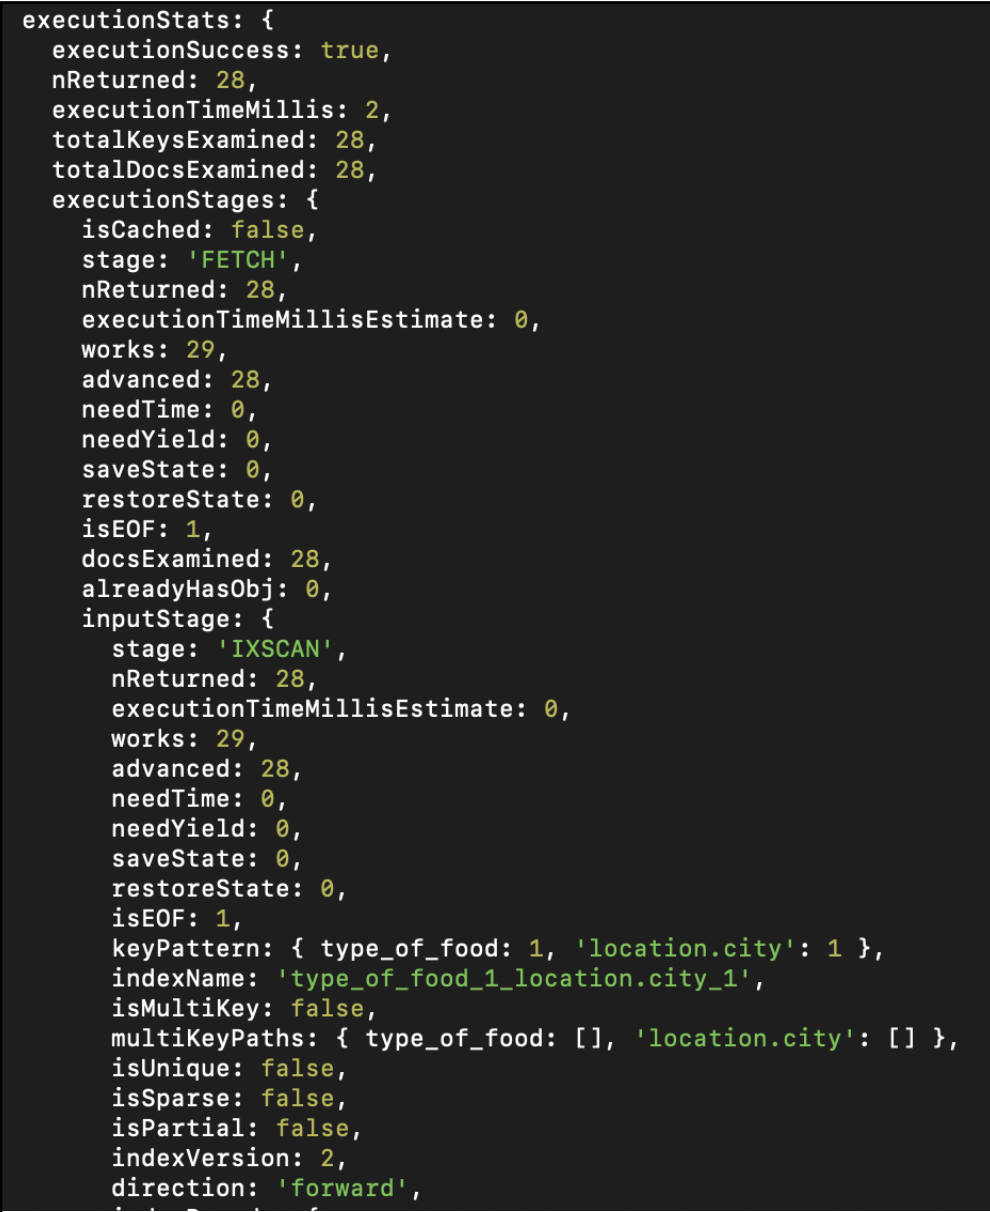 executionStats: {
executionSuccess: true,
nReturned: 28,
executionTimeMillis: 2,
totalKeysExamined: 28,
totalDocsExamined: 28,
executionStages: {
isCached: false,
stage: 'FETCH',
nReturned: 28,
executionTimeMillisEstimate: 0,
works: 29,
advanced: 28,
needTime: 0,
needYield: 0,
saveState: 0,
restoreState: 0,
isEOF: 1,
docsExamined: 28,
alreadyHasObj: 0,
inputStage: {
stage: 'IXSCAN',
nReturned: 28,
executionTimeMillisEstimate: 0,
works: 29,
advanced: 28,
needTime: 0,
needYield: 0,
saveState: 0,
restoreState: 0,
isEOF: 1,
keyPattern: { type_of_food: 1, 'location.city': 1 },
indexName: 'type_of_food_1_location.city_1',
isMultiKey: false,
multiKeyPaths: { type_of_food: [], 'location.city': [] },
isUnique: false,
isSparse: false,
isPartial: false,
indexVersion: 2,
direction: 'forward',